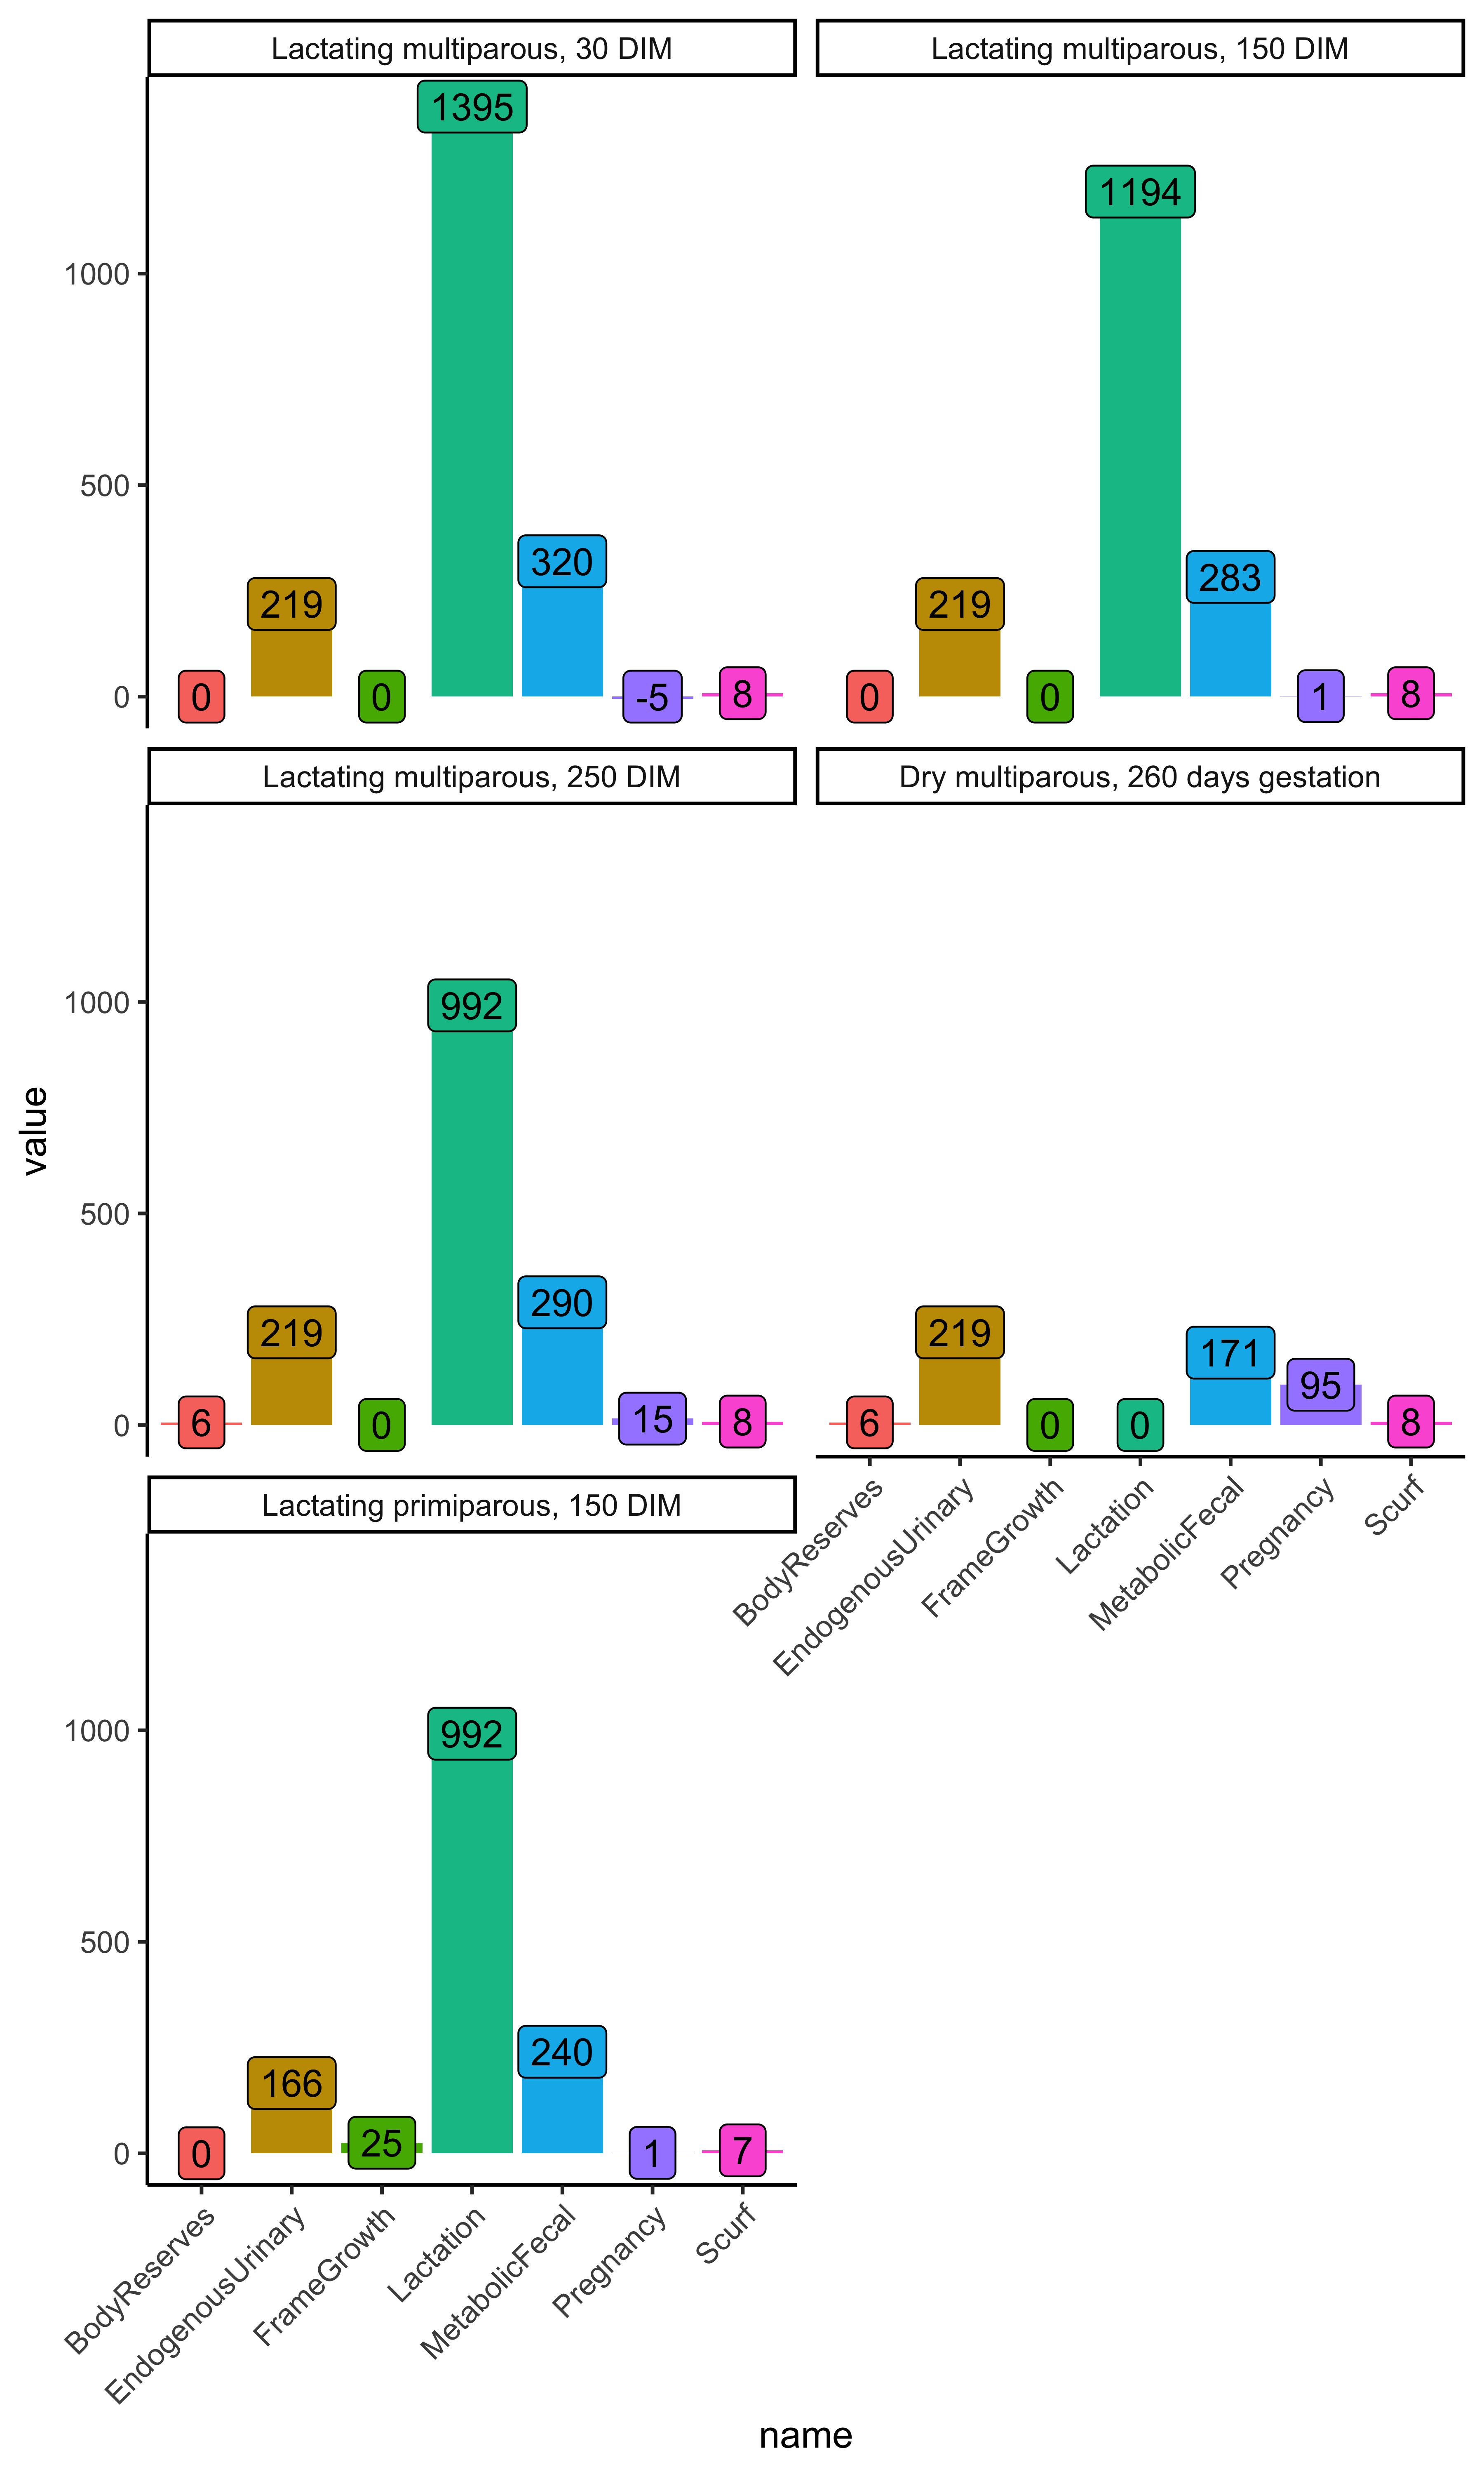 Lactating multiparous, 30 DIM
Lactating multiparous, 150 DIM
1395
1194
1000
500
320
283
219
219
0
0
0
-5
8
0
0
1
8
Lactating multiparous, 250 DIM
Dry multiparous, 260 days gestation
1000
992
500
290
219
219
171
95
0
6
0
15
8
6
0
0
8
BodyReserves
EndogenousUrinary
FrameGrowth
Lactation
MetabolicFecal
Pregnancy
Scurf
value
Lactating primiparous, 150 DIM
1000
992
500
240
166
25
0
0
1
7
BodyReserves
EndogenousUrinary
FrameGrowth
Lactation
MetabolicFecal
Pregnancy
Scurf
name